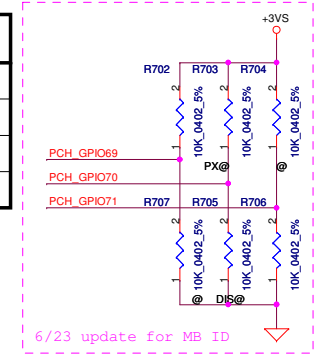 +3VS
R702 R703 R704
2 2 2
10K_0402_5% 10K_0402_5% 10K_0402_5%
1 1 1
PCH_GPIO69
PX@ @
PCH_GPIO70
PCH_GPIO71 R707 R705 R706
2 2 2
10K_0402_5% 10K_0402_5% 10K_0402_5%
1 1 1
@ DIS@
6/23 update for MB ID